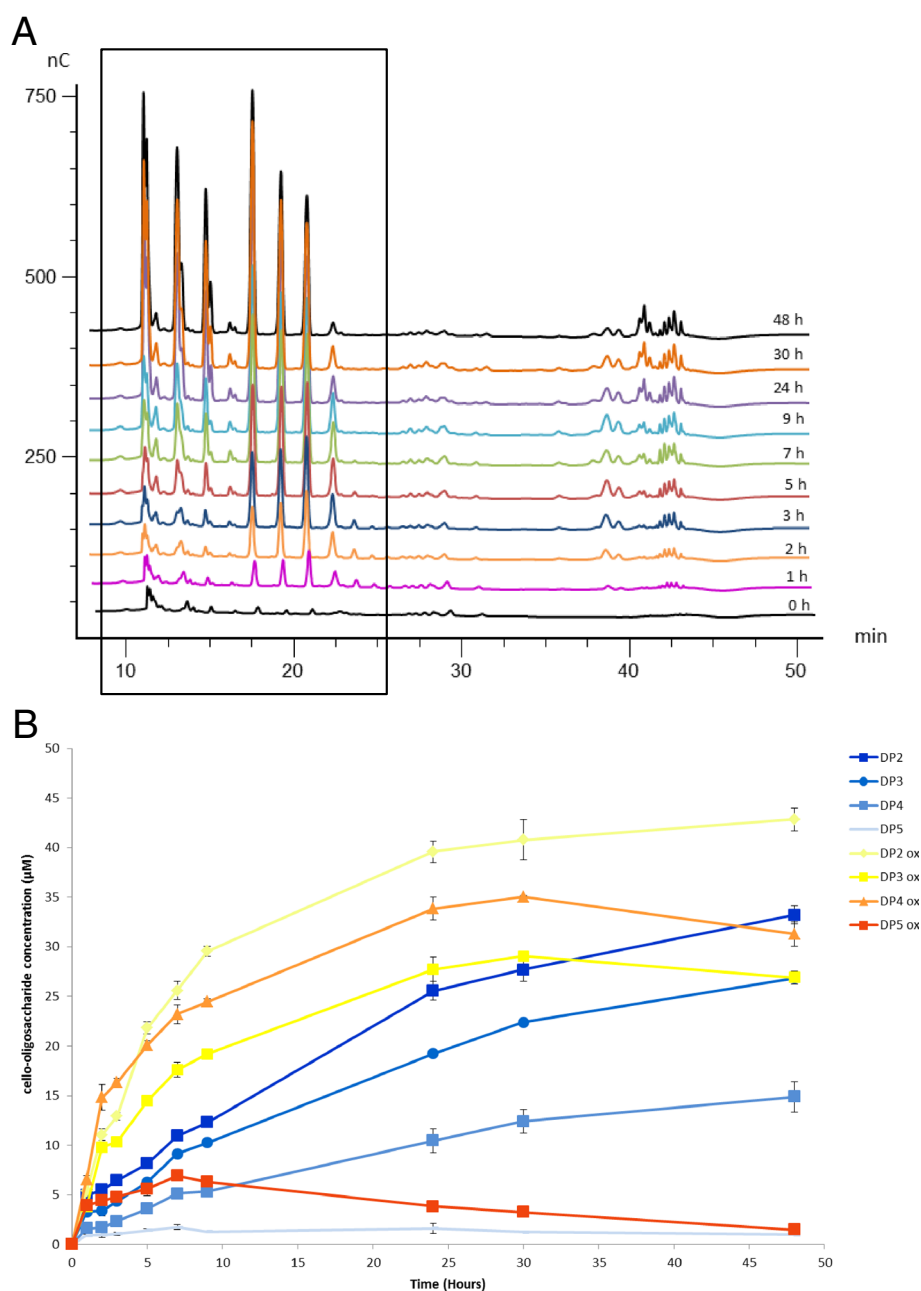 A
nC
750
500
250
48 h
30 h
24 h
9 h
7 h
5 h
3 h
2 h
1 h
0 h
min
10 20 30 40 50
B
50
45
40
35
30
25
20
15
10
5
0
cello-oligosaccharide concentration (µM)
0 5 10 15 20 25 30 35 40 45 50
Time (Hours)
DP2
DP3
DP4
DP5
DP2 ox
DP3 ox
DP4 ox
DP5 ox